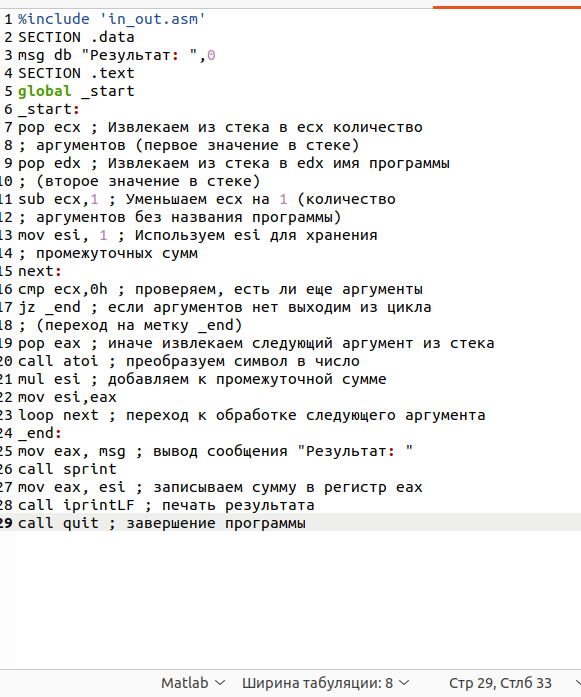 1 %include 'in_out.asm'
2 SECTION .data
3 msg db "Результат: ",0
4 SECTION .text
5 global _start
6 _start:
7 pop ecx ; Извлекаем из стека в ecx количество
8 ; аргументов (первое значение в стеке)
9 pop edx ; Извлекаем из стека в edx имя программы
10 ; (второе значение в стеке)
11 sub ecx,1 ; Уменьшаем ecx на 1 (количество
12 ; аргументов без названия программы)
13 mov esi, 1 ; Используем esi для хранения
14 ; промежуточных сумм
15 next:
16 cmp ecx,0h ; проверяем, есть ли еще аргументы
17 jz _end ; если аргументов нет выходим из цикла
18 ; (переход на метку _end)
19 pop eax ; иначе извлекаем следующий аргумент из стека
20 call atoi ; преобразуем символ в число
21 mul esi ; добавляем к промежуточной сумме
22 mov esi,eax
23 loop next ; переход к обработке следующего аргумента
24 _end:
25 mov eax, msg ; вывод сообщения "Результат: "
26 call sprint
27 mov eax, esi ; записываем сумму в регистр eax
28 call iprintLF ; печать результата
29 call quit ; завершение программы
Matlab Ширина табуляции: 8 Стр 29, Стлб 33